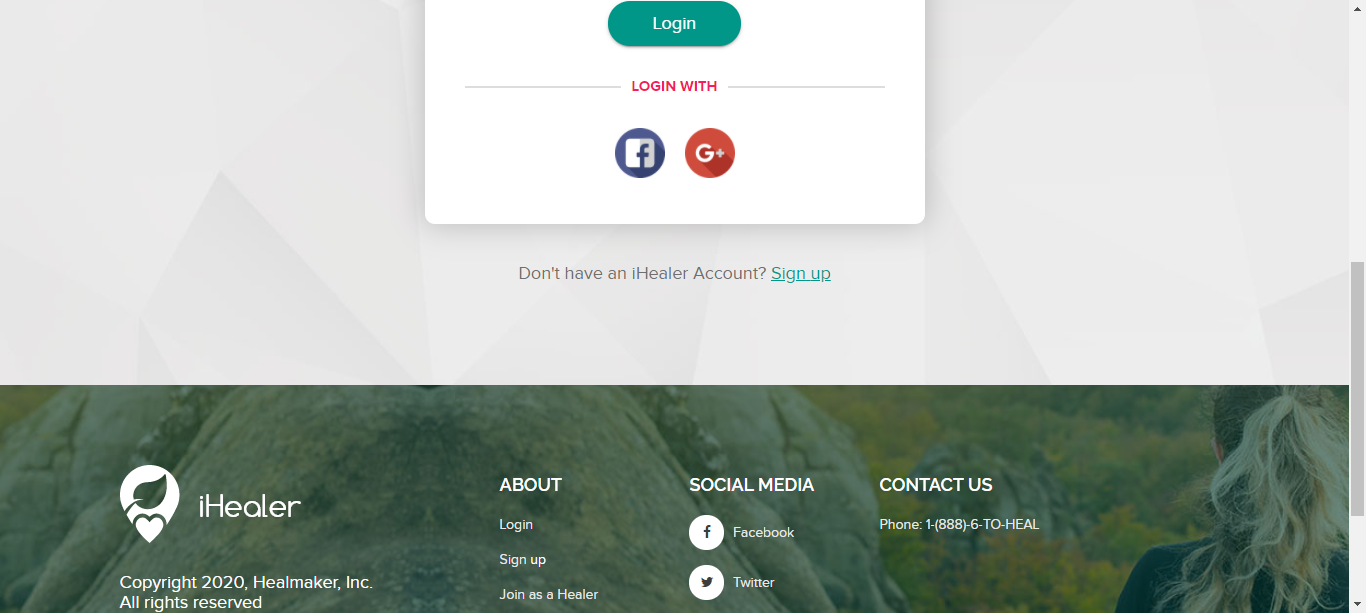 Login
LOGIN WITH
G+
Don't have an iHealer Account? Sign up
iHealer
Copyright 2020, Healmaker, Inc.
All rights reserved
ABOUT
Login
Sign up
Join as a Healer
SOCIAL MEDIA
Facebook
Twitter
CONTACT US
Phone: 1-(888)-6-TO-HEAL